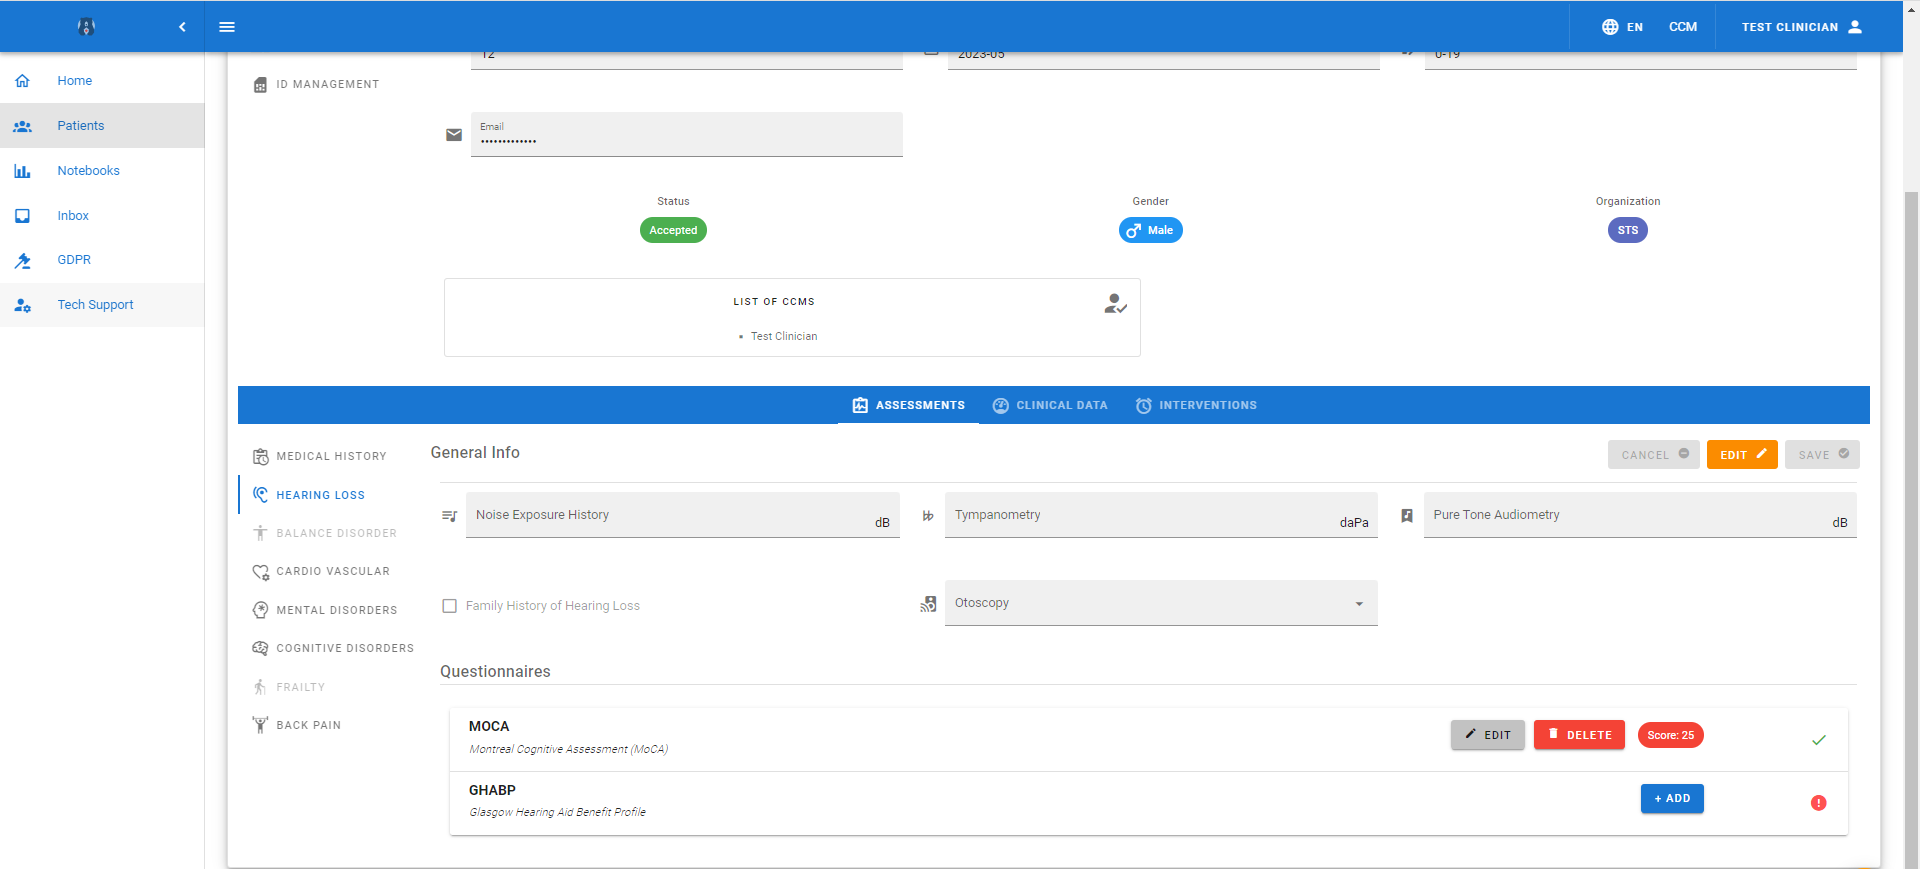 EN
CCM
TEST CLINICIAN
Home
Patients
Notebooks
Inbox
GDPR
Tech Support
12
2023-05
0-19
ID MANAGEMENT
Email
•••••••••••••
Status
Gender
Organization
Accepted
Male
STS
LIST OF CCMS
• Test Clinician
ASSESSMENTS
CLINICAL DATA
INTERVENTIONS
MEDICAL HISTORY
HEARING LOSS
BALANCE DISORDER
CARDIO VASCULAR
MENTAL DISORDERS
COGNITIVE DISORDERS
FRAILTY
BACK PAIN
General Info
CANCEL
EDIT
SAVE
Noise Exposure History
dB
Tympanometry
daPa
Pure Tone Audiometry
dB
Family History of Hearing Loss
Otoscopy
Questionnaires
MOCA
Montreal Cognitive Assessment (MoCA)
EDIT
DELETE
Score: 25
GHABP
Glasgow Hearing Aid Benefit Profile
+ ADD